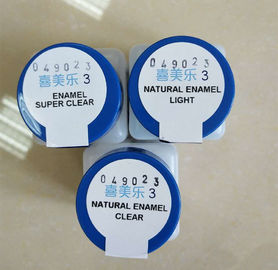 049023
喜美乐 3
ENAMEL
SUPER CLEAR
049023
喜美乐 3
NATURAL ENAMEL
LIGHT
049023
喜美乐 3
NATURAL ENAMEL
CLEAR